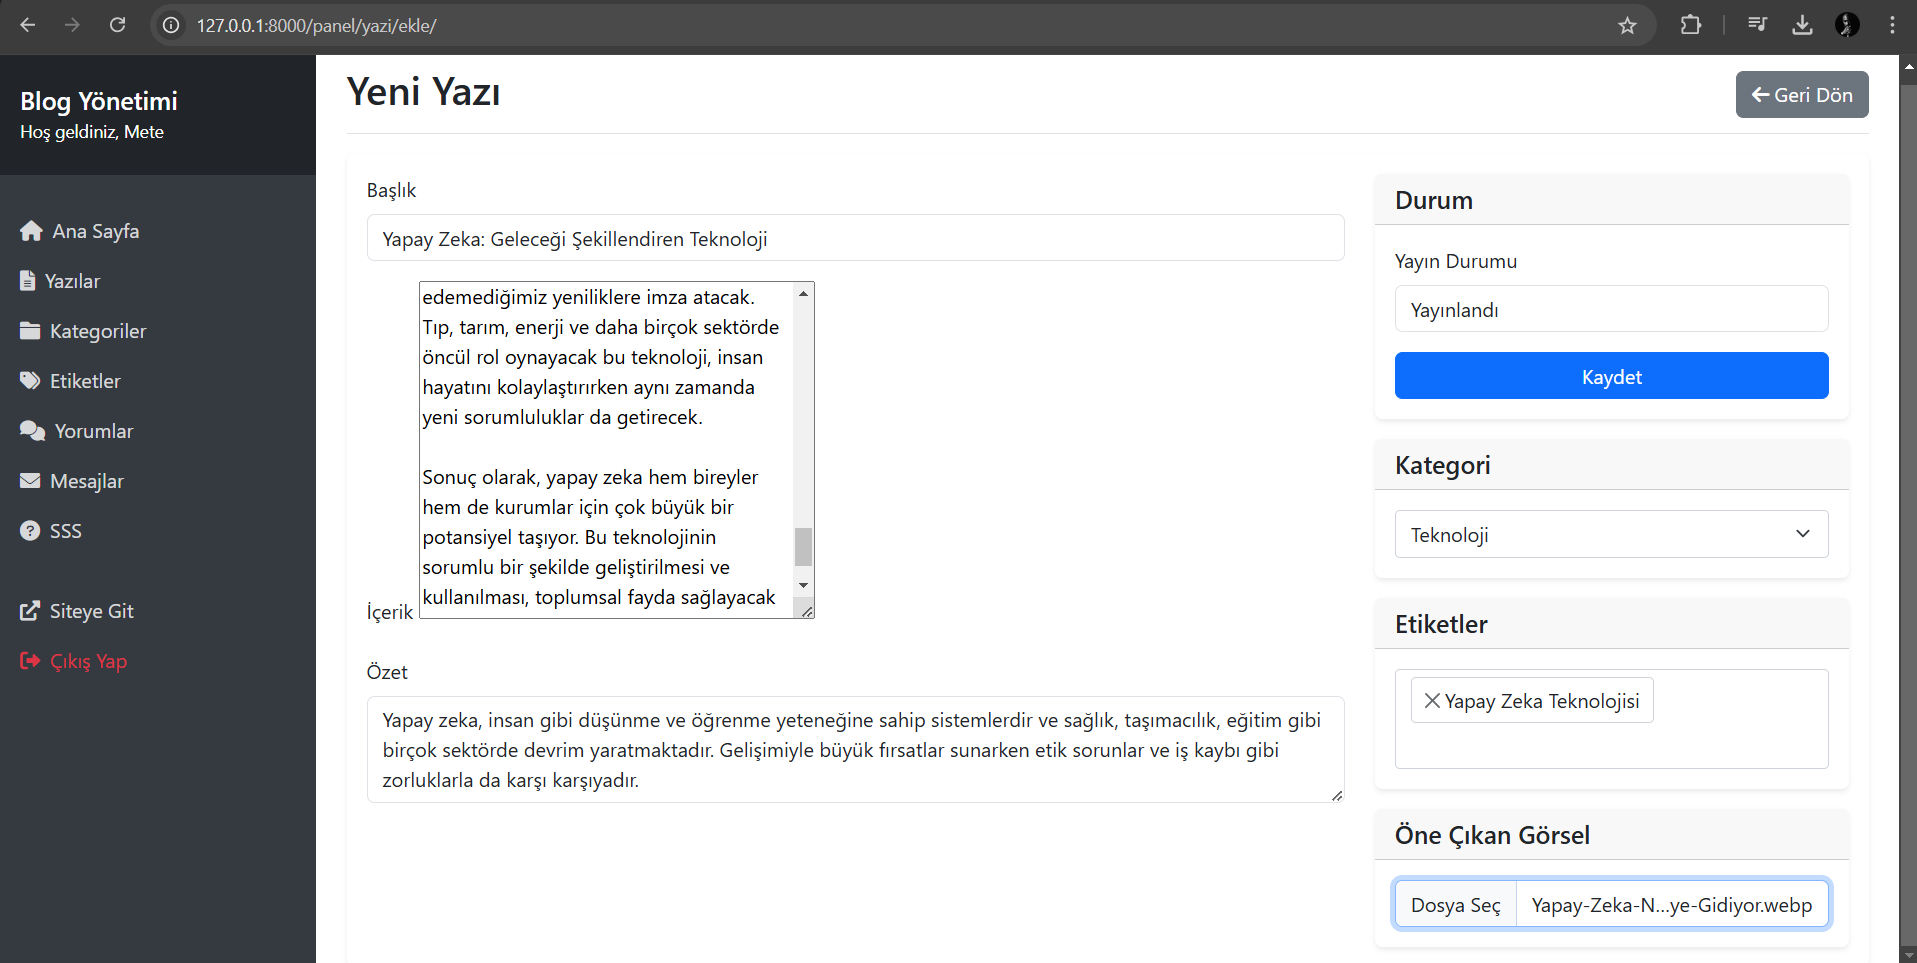 127.0.0.1:8000/panel/yazi/ekle/
Blog Yönetimi
Hoş geldiniz, Mete
Ana Sayfa
Yazılar
Kategoriler
Etiketler
Yorumlar
Mesajlar
SSS
Siteye Git
Çıkış Yap
Yeni Yazı
Geri Dön
Başlık
Yapay Zeka: Geleceği Şekillendiren Teknoloji
İçerik
edemediğimiz yeniliklere imza atacak.
Tıp, tarım, enerji ve daha birçok sektörde
öncül rol oynayacak bu teknoloji, insan
hayatını kolaylaştırırken aynı zamanda
yeni sorumluluklar da getirecek.
Sonuç olarak, yapay zeka hem bireyler
hem de kurumlar için çok büyük bir
potansiyel taşıyor. Bu teknolojinin
sorumlu bir şekilde geliştirilmesi ve
kullanılması, toplumsal fayda sağlayacak
Özet
Yapay zeka, insan gibi düşünme ve öğrenme yeteneğine sahip sistemlerdir ve sağlık, taşımacılık, eğitim gibi
birçok sektörde devrim yaratmaktadır. Gelişimiyle büyük fırsatlar sunarken etik sorunlar ve iş kaybı gibi
zorluklarla da karşı karşıyadır.
Durum
Yayın Durumu
Yayınlandı
Kaydet
Kategori
Teknoloji
Etiketler
Yapay Zeka Teknolojisi
Öne Çıkan Görsel
Dosya Seç
Yapay-Zeka-N...ye-Gidiyor.webp